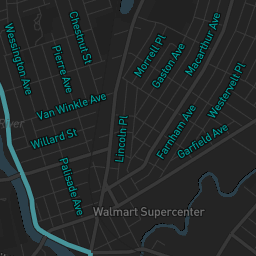 Wessington Ave
Chestnut St
Pierre Ave
Morrell Pl
Gaston Ave
Macarthur Ave
Westervelt Pl
Van Winkle Ave
Willard St
River
Lincoln Pl
Farnham Ave
Garfield Ave
Palisade Ave
Walmart Supercenter